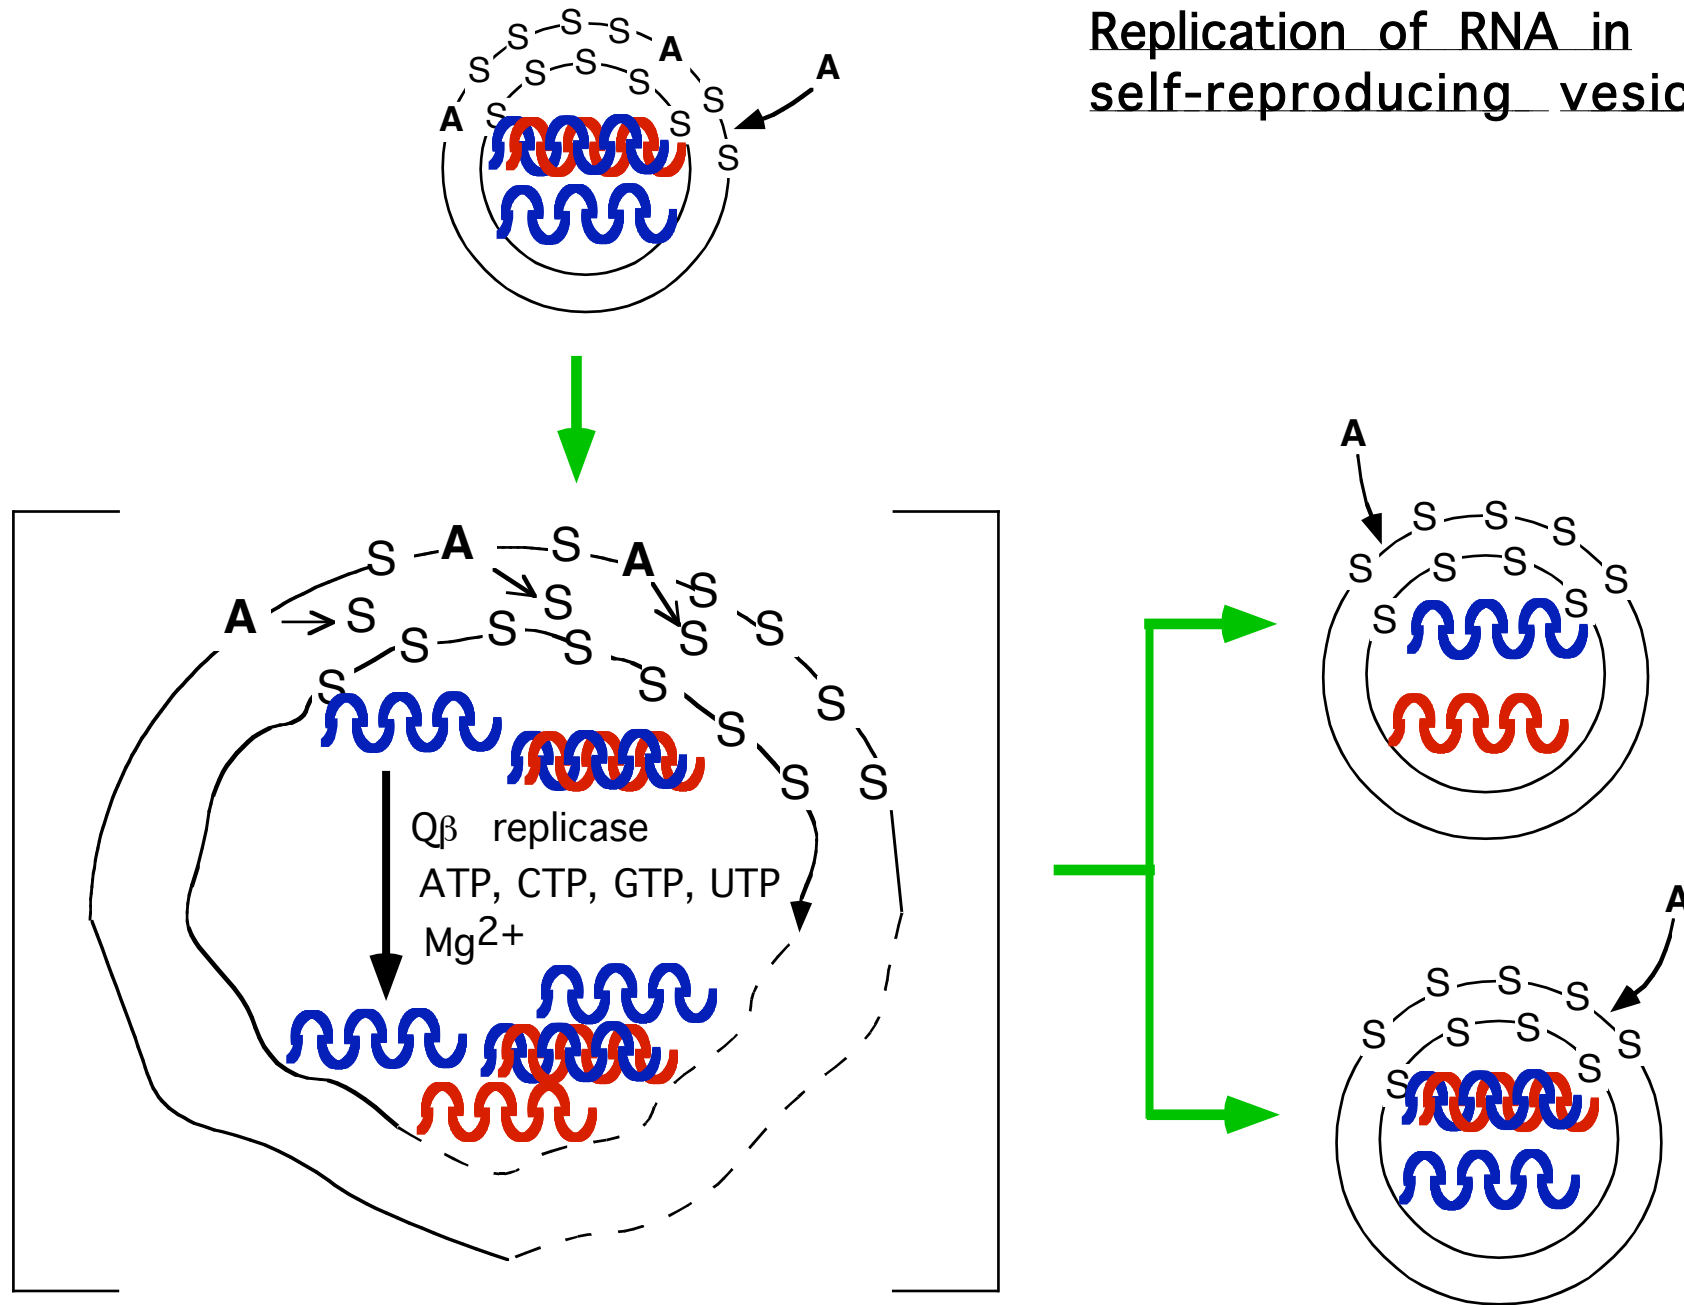 Replication of RNA in
self-reproducing vesic
A S S S S A S S
S S S S S
A
A S A S A S S S S
S S S
S S S S S S S
Qβ replicase
ATP, CTP, GTP, UTP
Mg2+
A
S S S S S
S S S S
A
S S S S S
S S S S